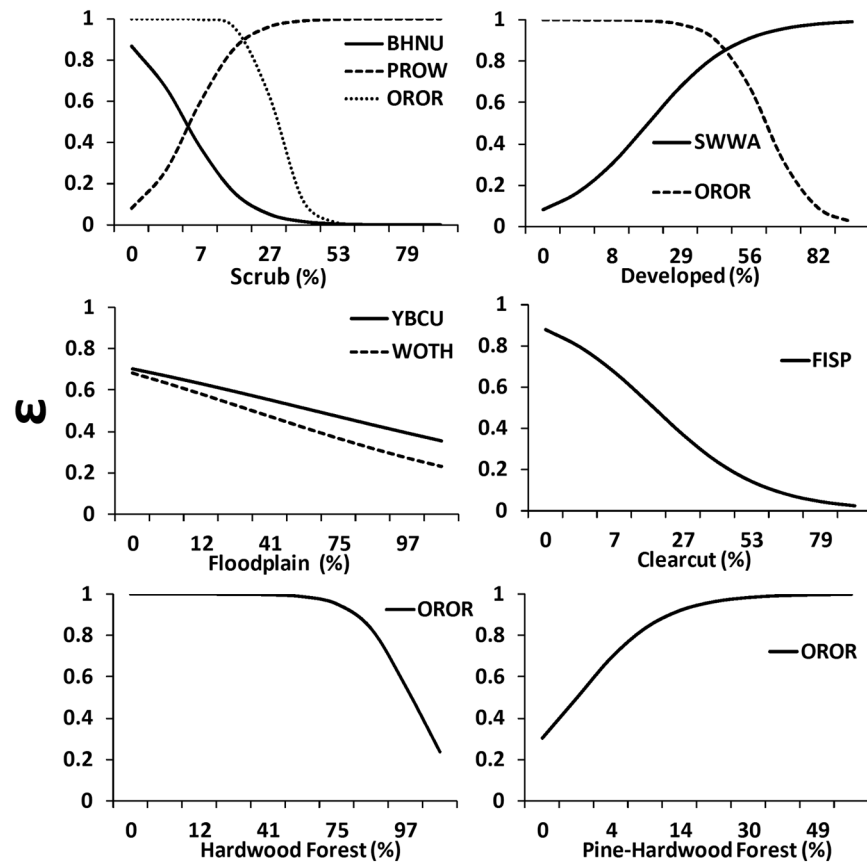 1
0.8
0.6
0.4
0.2
0
BHNU
PROW
OROR
0 7 27 53 79
Scrub (%)
1
0.8
0.6
0.4
0.2
0
SWWA
OROR
0 8 29 56 82
Developed (%)
ε
1
0.8
0.6
0.4
0.2
0
YBCU
WOTH
0 12 41 75 97
Floodplain (%)
1
0.8
0.6
0.4
0.2
0
FISP
0 7 27 53 79
Clearcut (%)
1
0.8
0.6
0.4
0.2
0
OROR
0 12 41 75 97
Hardwood Forest (%)
1
0.8
0.6
0.4
0.2
0
OROR
0 4 14 30 49
Pine-Hardwood Forest (%)